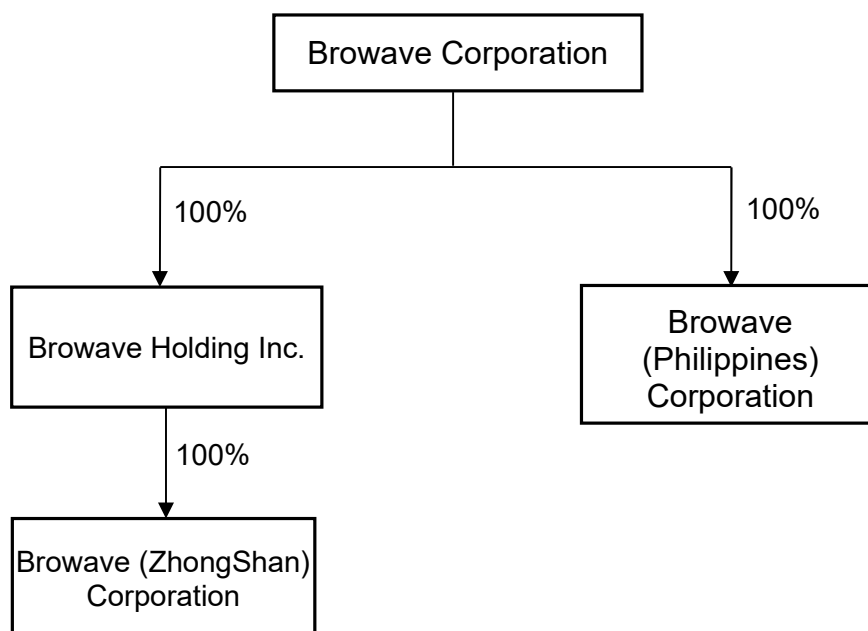 Browave Corporation
100%
100%
Browave Holding Inc.
Browave
(Philippines)
Corporation
100%
Browave (ZhongShan)
Corporation